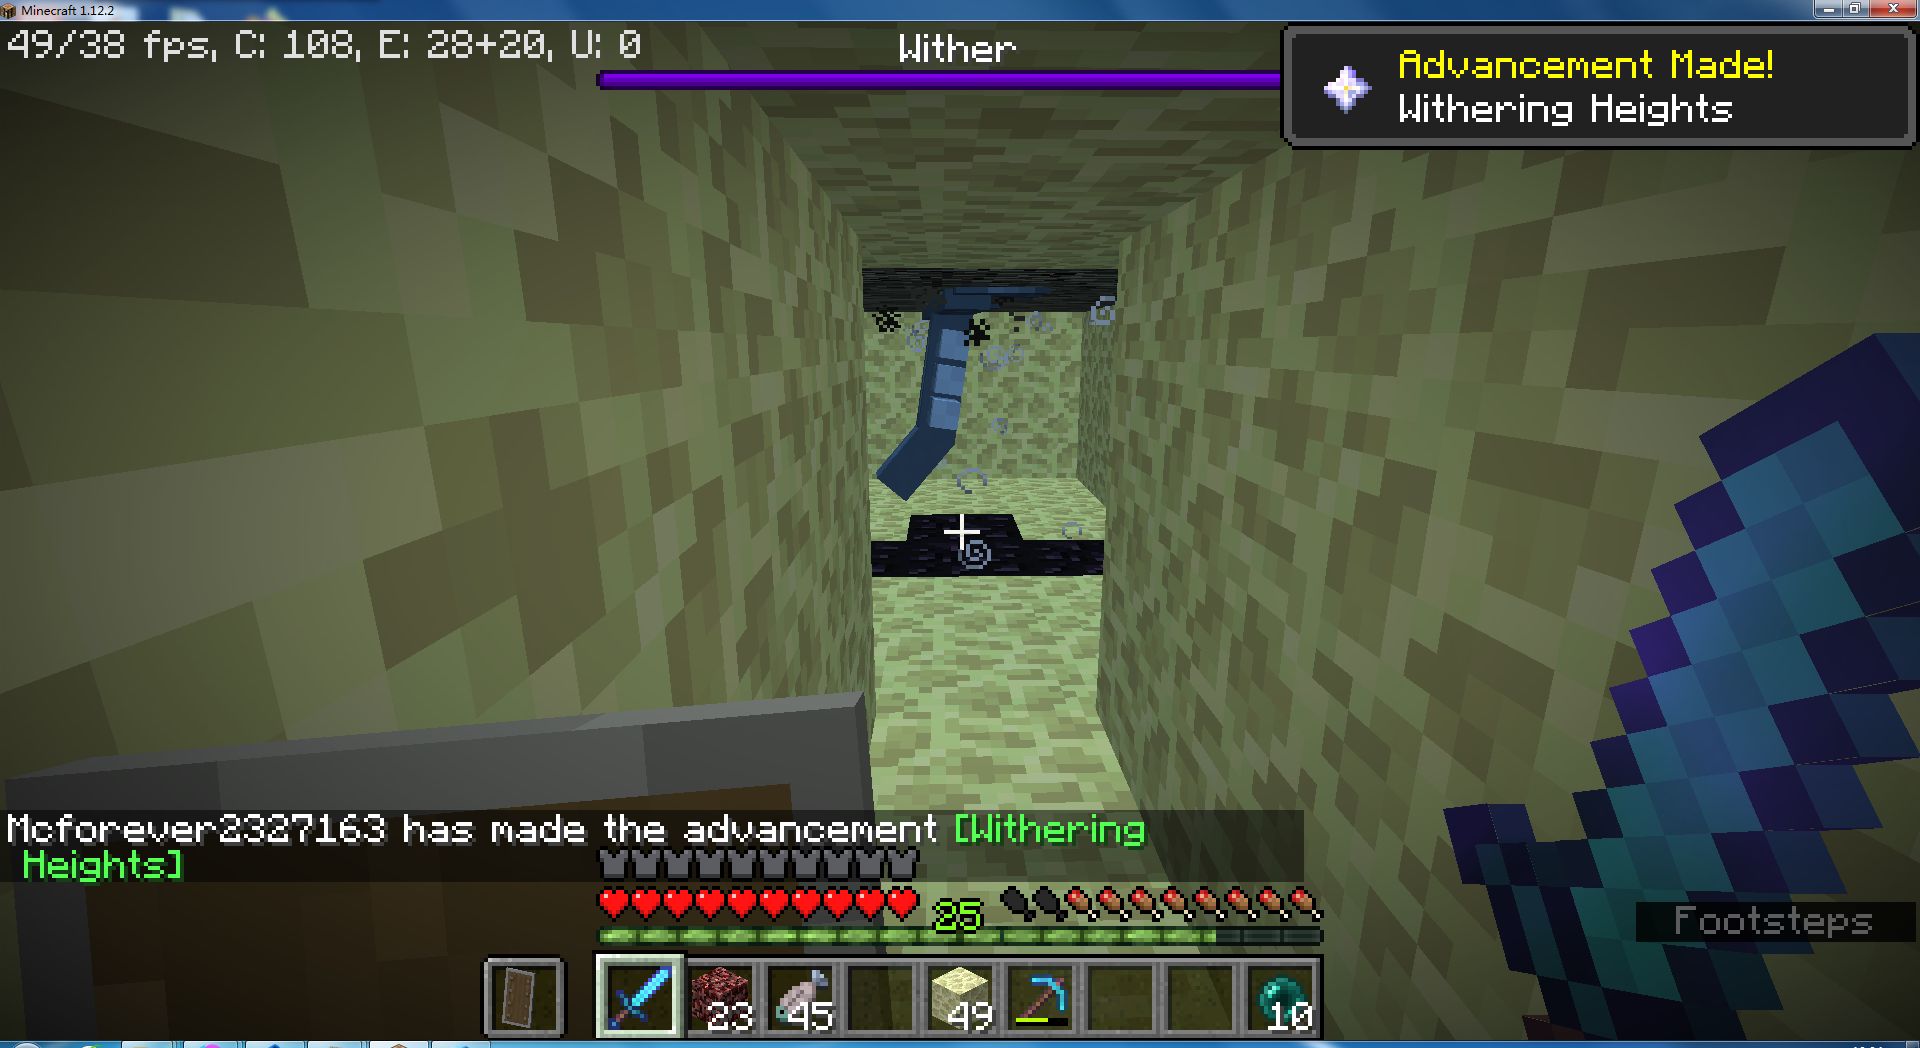 Minecraft 1.12.2
49/38 fps, C: 108, E: 28+20, U: 0
Wither
Advancement Made!
Withering Heights
Mcforever2327163 has made the advancement [Withering
Heights]
25
Footsteps
23
45
49
10